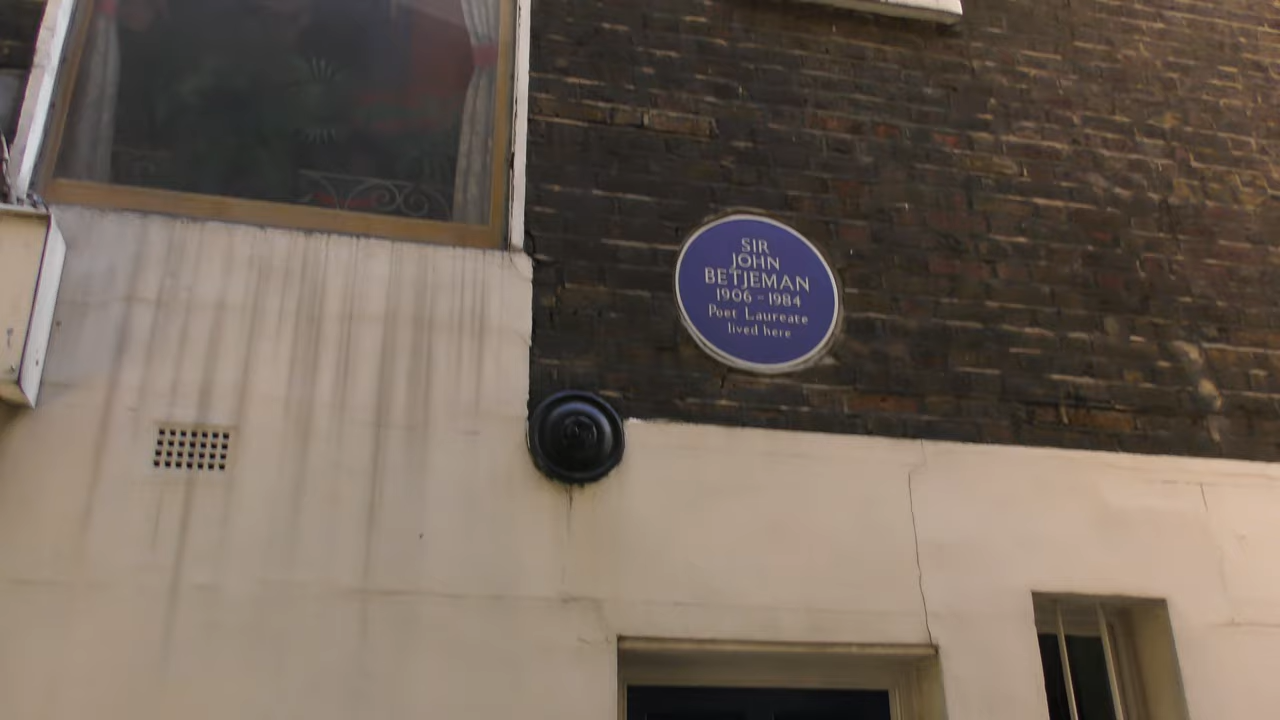 SIR
JOHN
BETJEMAN
1906 - 1984
Poet Laureate
lived here